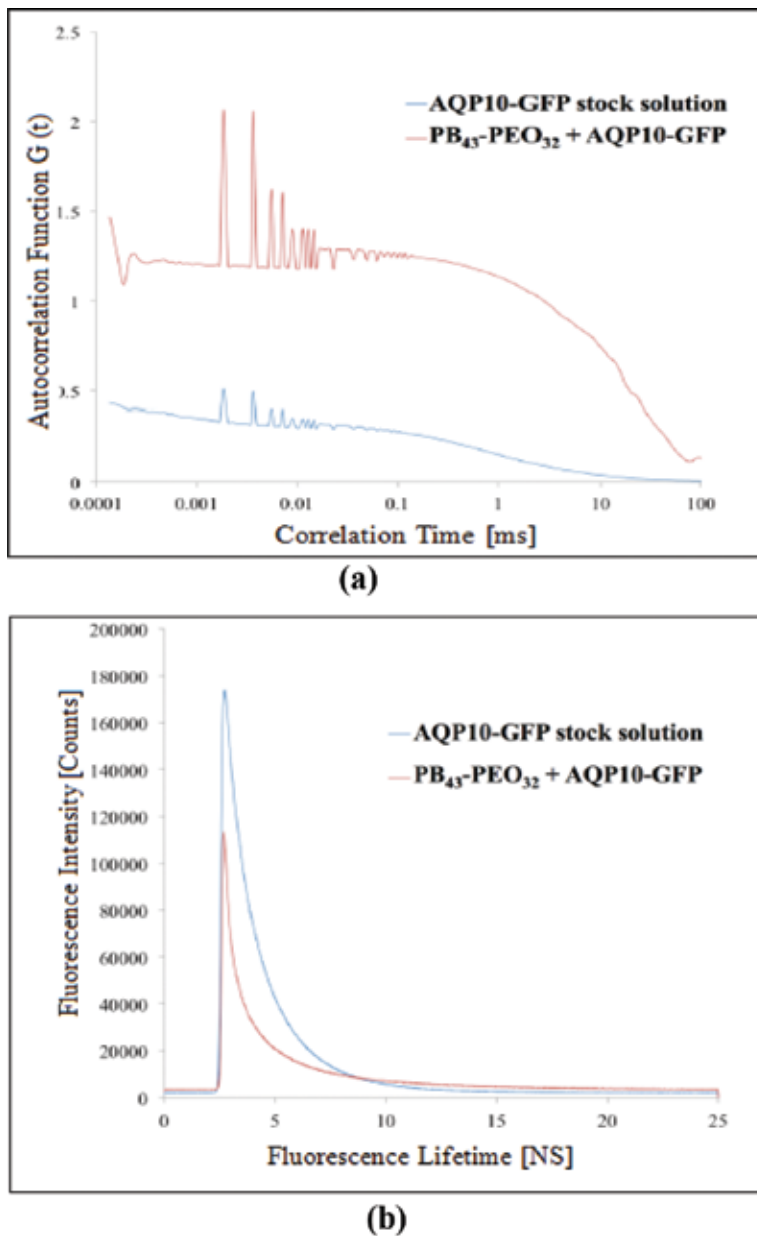 2.5
2
1.5
1
0.5
0
Autocorrelation Function G (t)
AQP10-GFP stock solution
PB43-PEO32 + AQP10-GFP
0.0001 0.001 0.01 0.1 1 10 100
Correlation Time [ms]
(a)
200000
180000
160000
140000
120000
100000
80000
60000
40000
20000
0
Fluorescence Intensity [Counts]
AQP10-GFP stock solution
PB43-PEO32 + AQP10-GFP
0 5 10 15 20 25
Fluorescence Lifetime [NS]
(b)